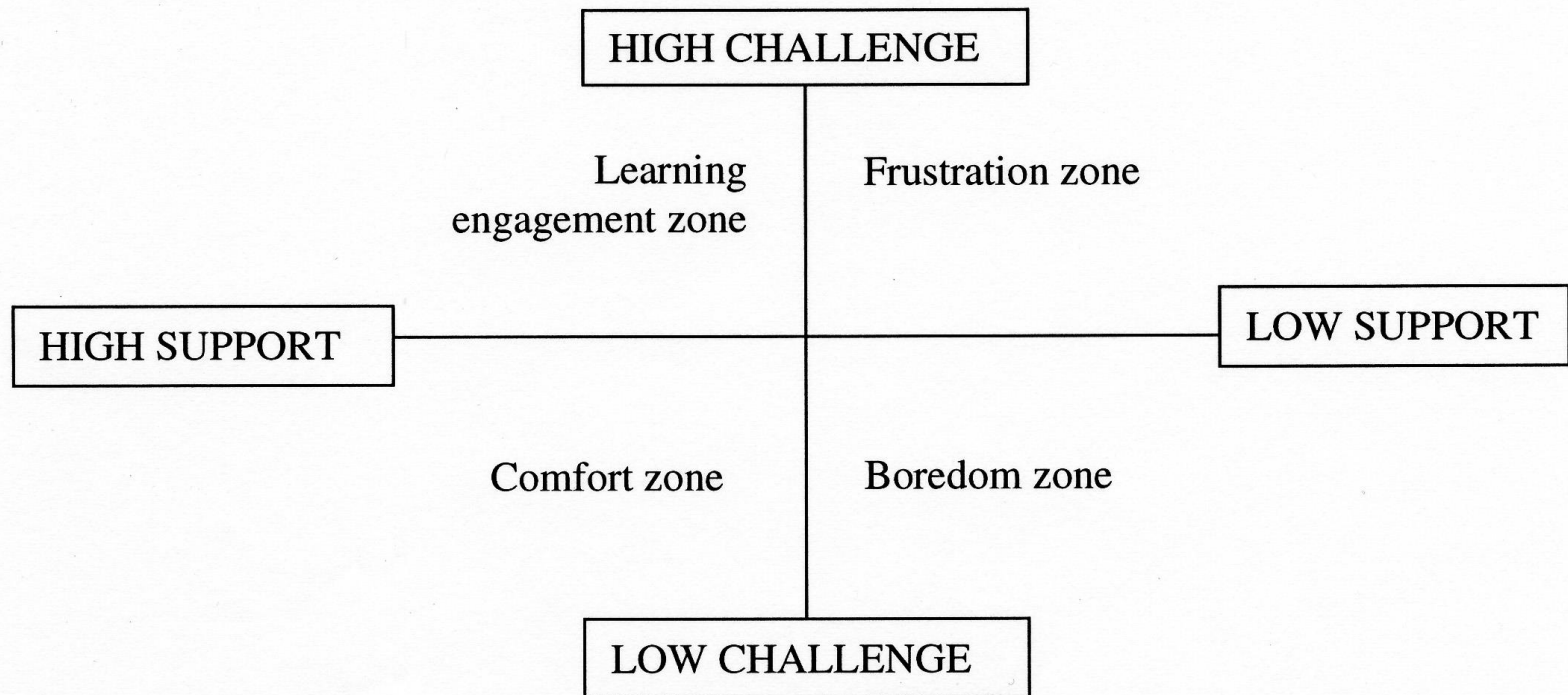 HIGH CHALLENGE
Learning
engagement zone
Frustration zone
HIGH SUPPORT
LOW SUPPORT
Comfort zone
Boredom zone
LOW CHALLENGE